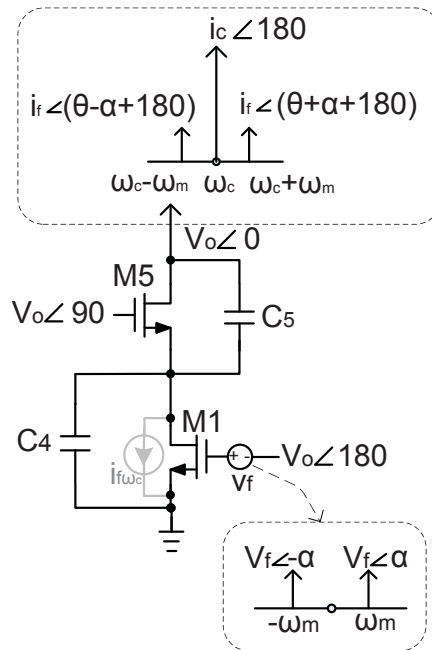 ic∠180
if∠(θ-α+180) if∠(θ+α+180)
ωc-ωm ωc ωc+ωm
Vo∠0
M5
Vo∠90
C5
M1
C4
ifωc
Vo∠180
+ -
vf
Vf∠-α Vf∠α
-ωm ωm